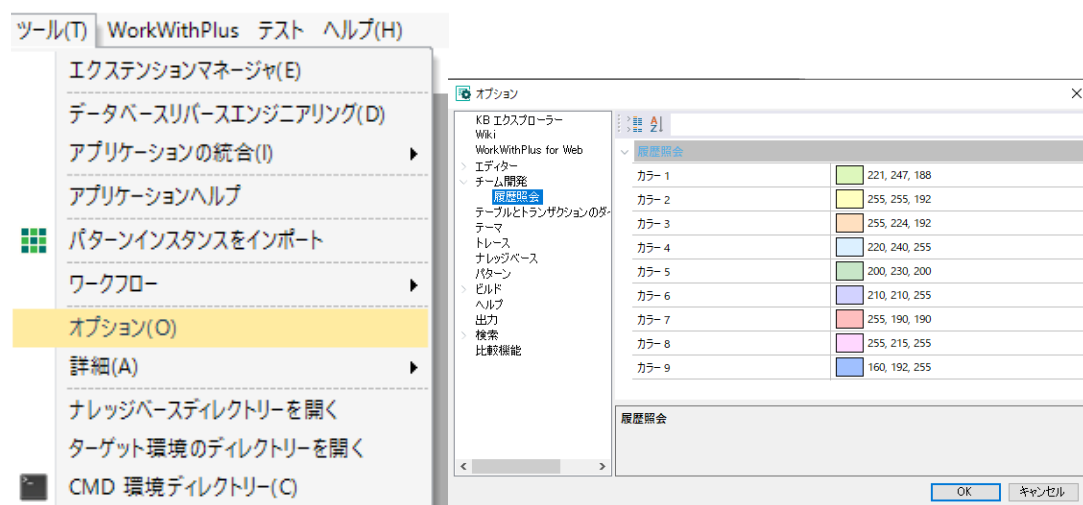 ツール(T) WorkWithPlus テスト ヘルプ(H)
エクステンションマネージャ(E)
データベースリバースエンジニアリング(D)
アプリケーションの統合(I)
アプリケーションヘルプ
パターンインスタンスをインポート
ワークフロー
オプション(O)
詳細(A)
ナレッジベースディレクトリーを開く
ターゲット環境のディレクトリーを開く
CMD 環境ディレクトリー(C)
オプション
KB エクスプローラー
Wiki
WorkWithPlus for Web
エディター
チーム開発
履歴照会
テーブルとトランザクションのダ
テーマ
トレース
ナレッジベース
パターン
ビルド
ヘルプ
出力
検索
比較機能
履歴照会
カラー 1 221, 247, 188
カラー 2 255, 255, 192
カラー 3 255, 224, 192
カラー 4 220, 240, 255
カラー 5 200, 230, 200
カラー 6 210, 210, 255
カラー 7 255, 190, 190
カラー 8 255, 215, 255
カラー 9 160, 192, 255
履歴照会
OK キャンセル